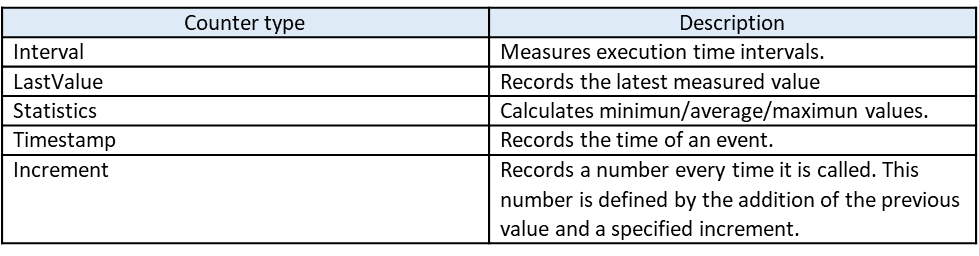 Counter type Description
Interval Measures execution time intervals.
LastValue Records the latest measured value
Statistics Calculates minimun/average/maximun values.
Timestamp Records the time of an event.
Increment Records a number every time it is called. This
number is defined by the addition of the previous
value and a specified increment.